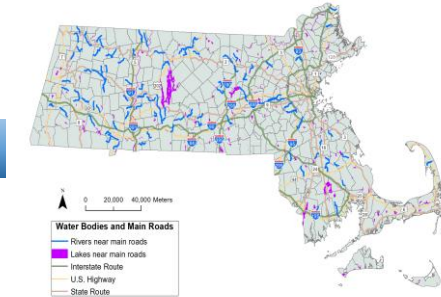 N
0 20,000 40,000 Meters
Water Bodies and Main Roads
Rivers near main roads
Lakes near main roads
Interstate Route
U.S. Highway
State Route